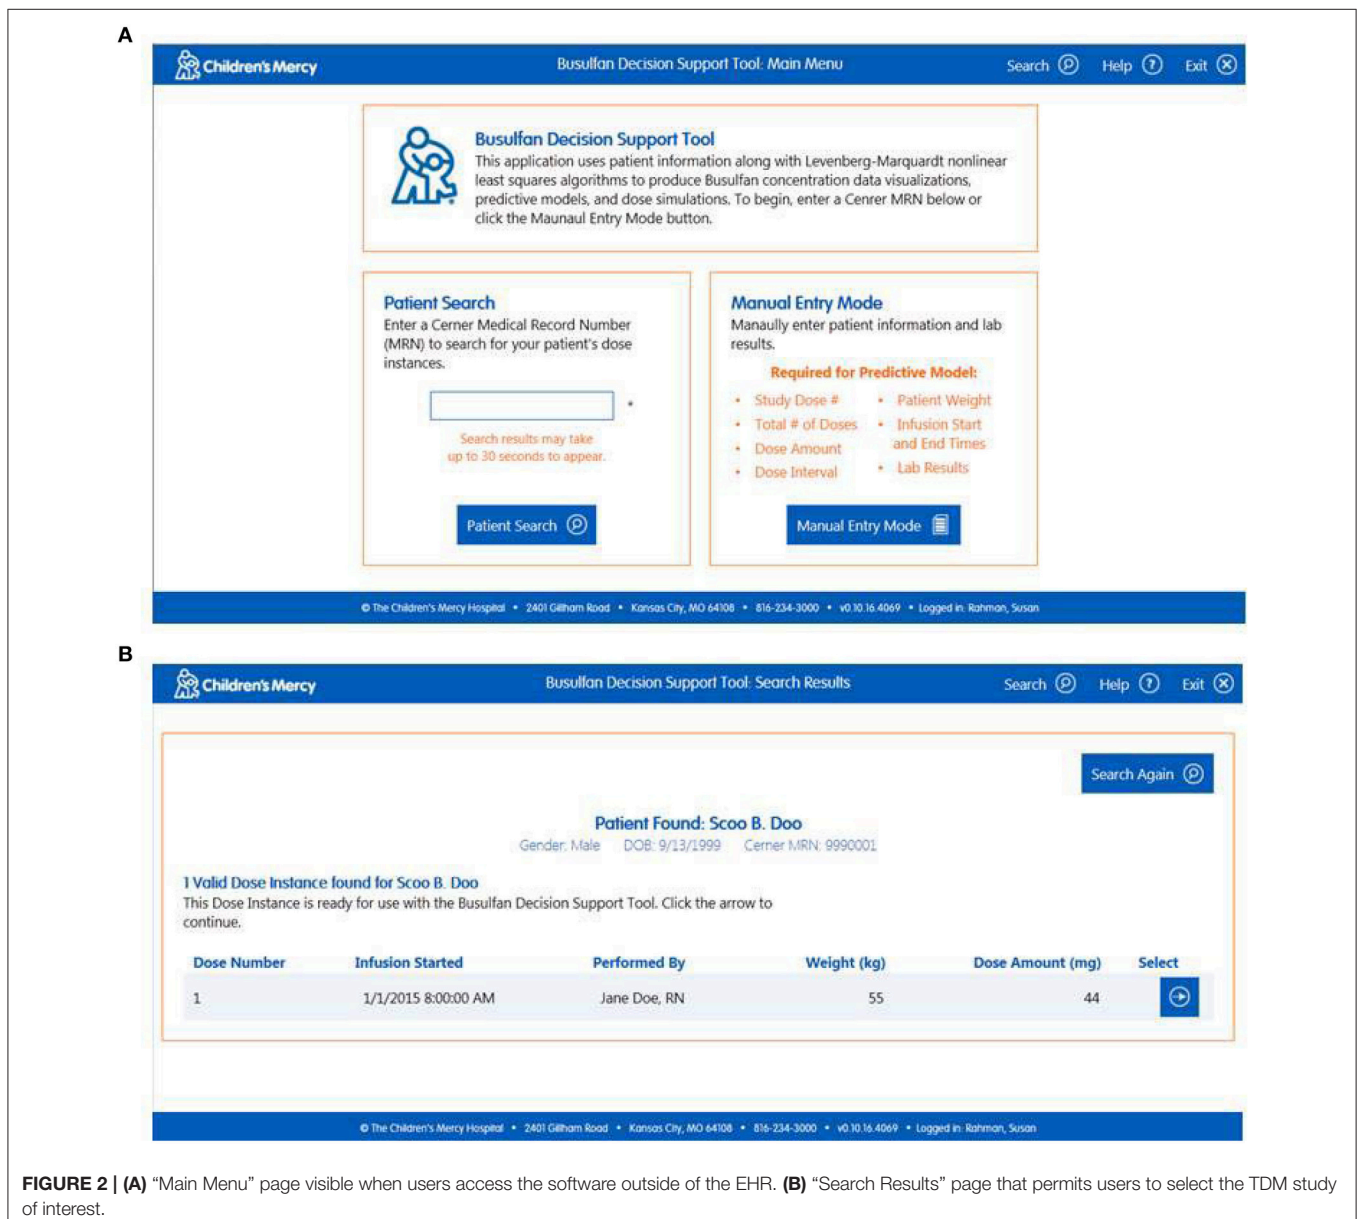 A
Children's Mercy
Busulfan Decision Support Tool: Main Menu
Search
Help ?
Exit
Busulfan Decision Support Tool
This application uses patient information along with Levenberg-Marquardt nonlinear
least squares algorithms to produce Busulfan concentration data visualizations,
predictive models, and dose simulations. To begin, enter a Cenrer MRN below or
click the Maunaul Entry Mode button.
Patient Search
Enter a Cerner Medical Record Number
(MRN) to search for your patient's dose
instances.
*
Search results may take
up to 30 seconds to appear.
Patient Search
Manual Entry Mode
Manaully enter patient information and lab
results.
Required for Predictive Model:
• Study Dose #
• Total # of Doses
• Dose Amount
• Dose Interval
• Patient Weight
• Infusion Start
and End Times
• Lab Results
Manual Entry Mode
© The Children's Mercy Hospital • 2401 Gillham Road • Kansas City, MO 64108 • 816-234-3000 • v0.10.16.4069 • Logged in: Rahman, Susan
B
Children's Mercy
Busulfan Decision Support Tool: Search Results
Search
Help ?
Exit
Search Again
Patient Found: Scoo B. Doo
Gender: Male DOB: 9/13/1999 Cerner MRN: 9990001
1 Valid Dose Instance found for Scoo B. Doo
This Dose Instance is ready for use with the Busulfan Decision Support Tool. Click the arrow to
continue.
Dose Number Infusion Started Performed By Weight (kg) Dose Amount (mg) Select
1 1/1/2015 8:00:00 AM Jane Doe, RN 55 44
© The Children's Mercy Hospital • 2401 Gillham Road • Kansas City, MO 64108 • 816-234-3000 • v0.10.16.4069 • Logged in: Rahman, Susan
FIGURE 2 | (A) “Main Menu” page visible when users access the software outside of the EHR. (B) “Search Results” page that permits users to select the TDM study
of interest.